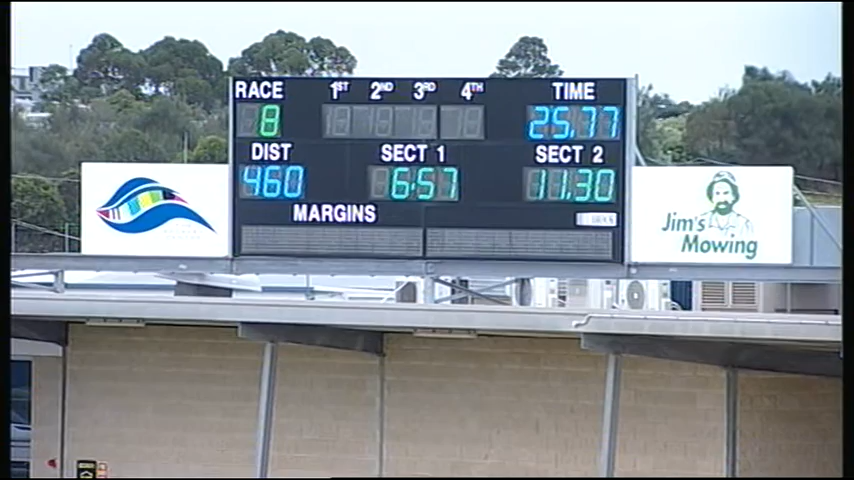 RACE 1ST 2ND 3RD 4TH TIME
8 25.77
DIST SECT 1 SECT 2
460 6.57 11.30
MARGINS
Jim's
Mowing